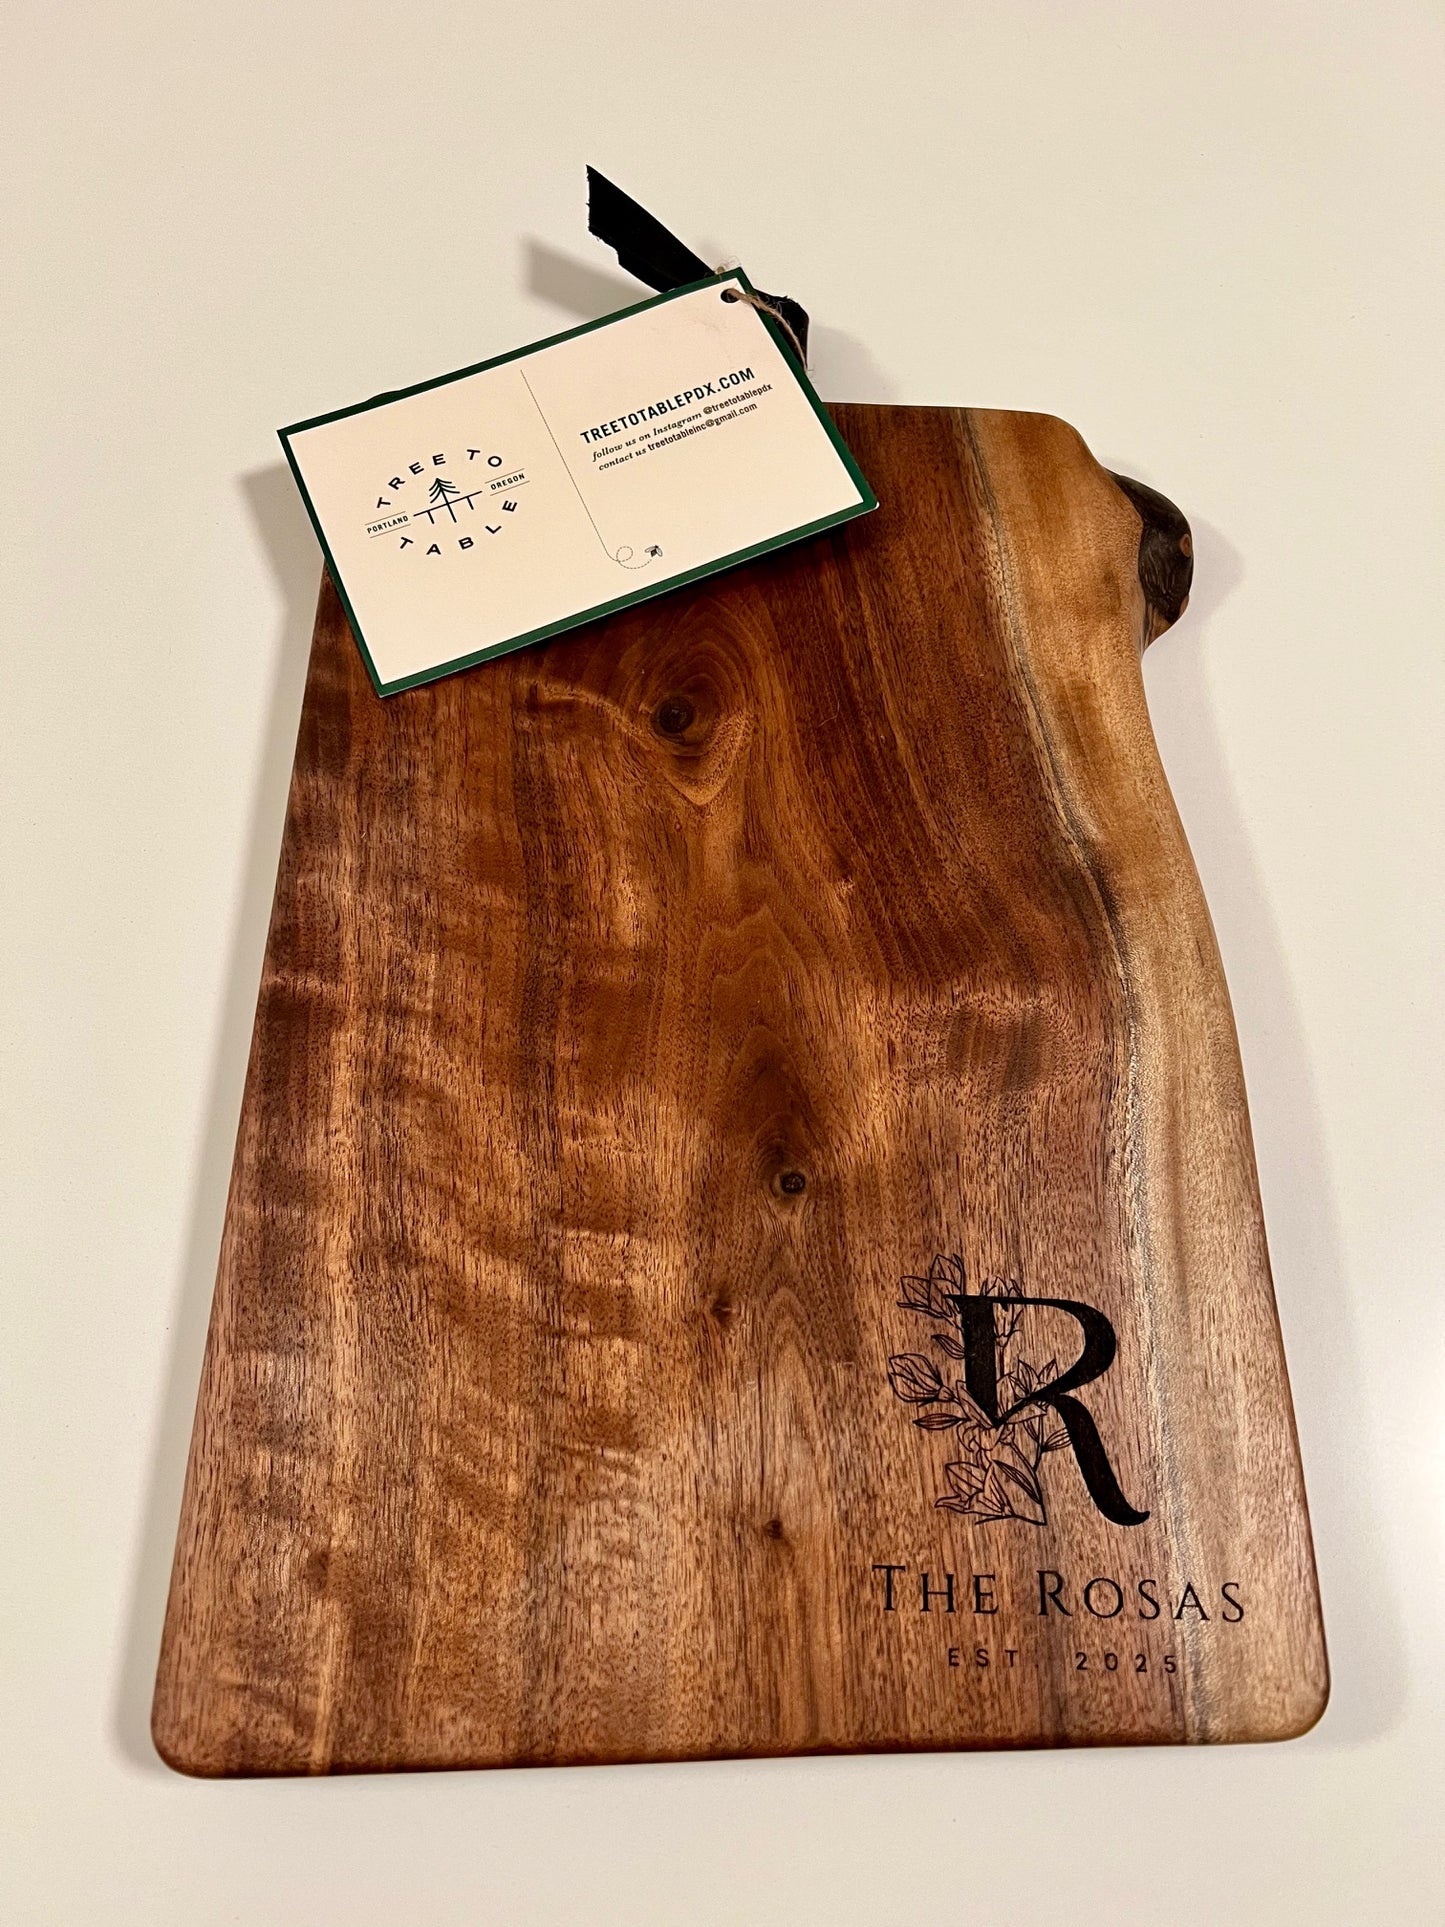 TREE TO
PORTLAND OREGON
TABLE
TREETOTABLEPDX.COM
follow us on Instagram @treetotablepdx
contact us treetotableinc@gmail.com
R
THE ROSAS
EST. 2025